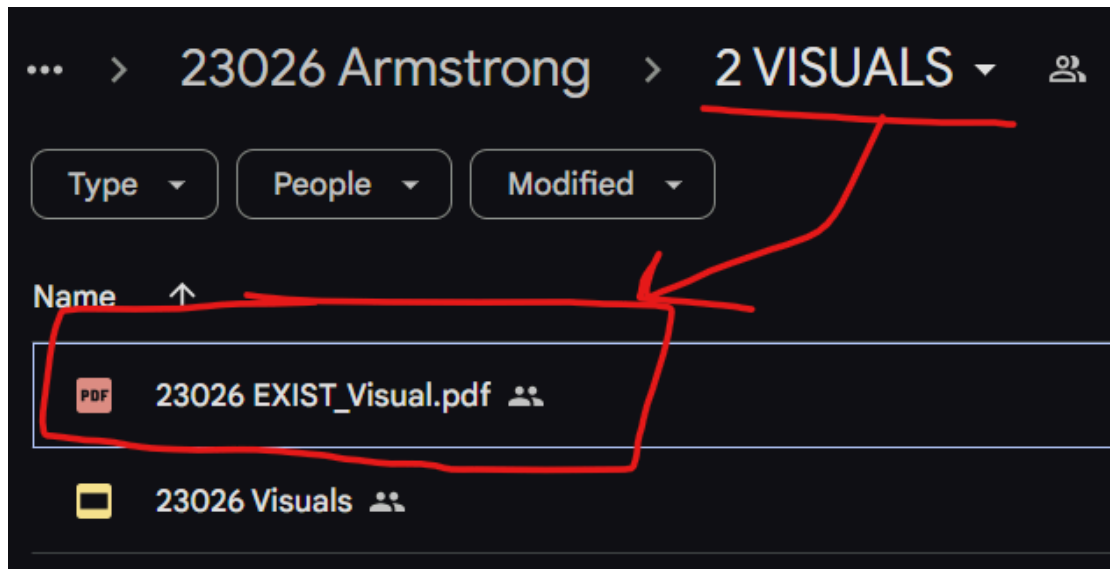 ... > 23026 Armstrong > 2 VISUALS
Type People Modified
Name ↑
PDF 23026 EXIST_Visual.pdf
23026 Visuals